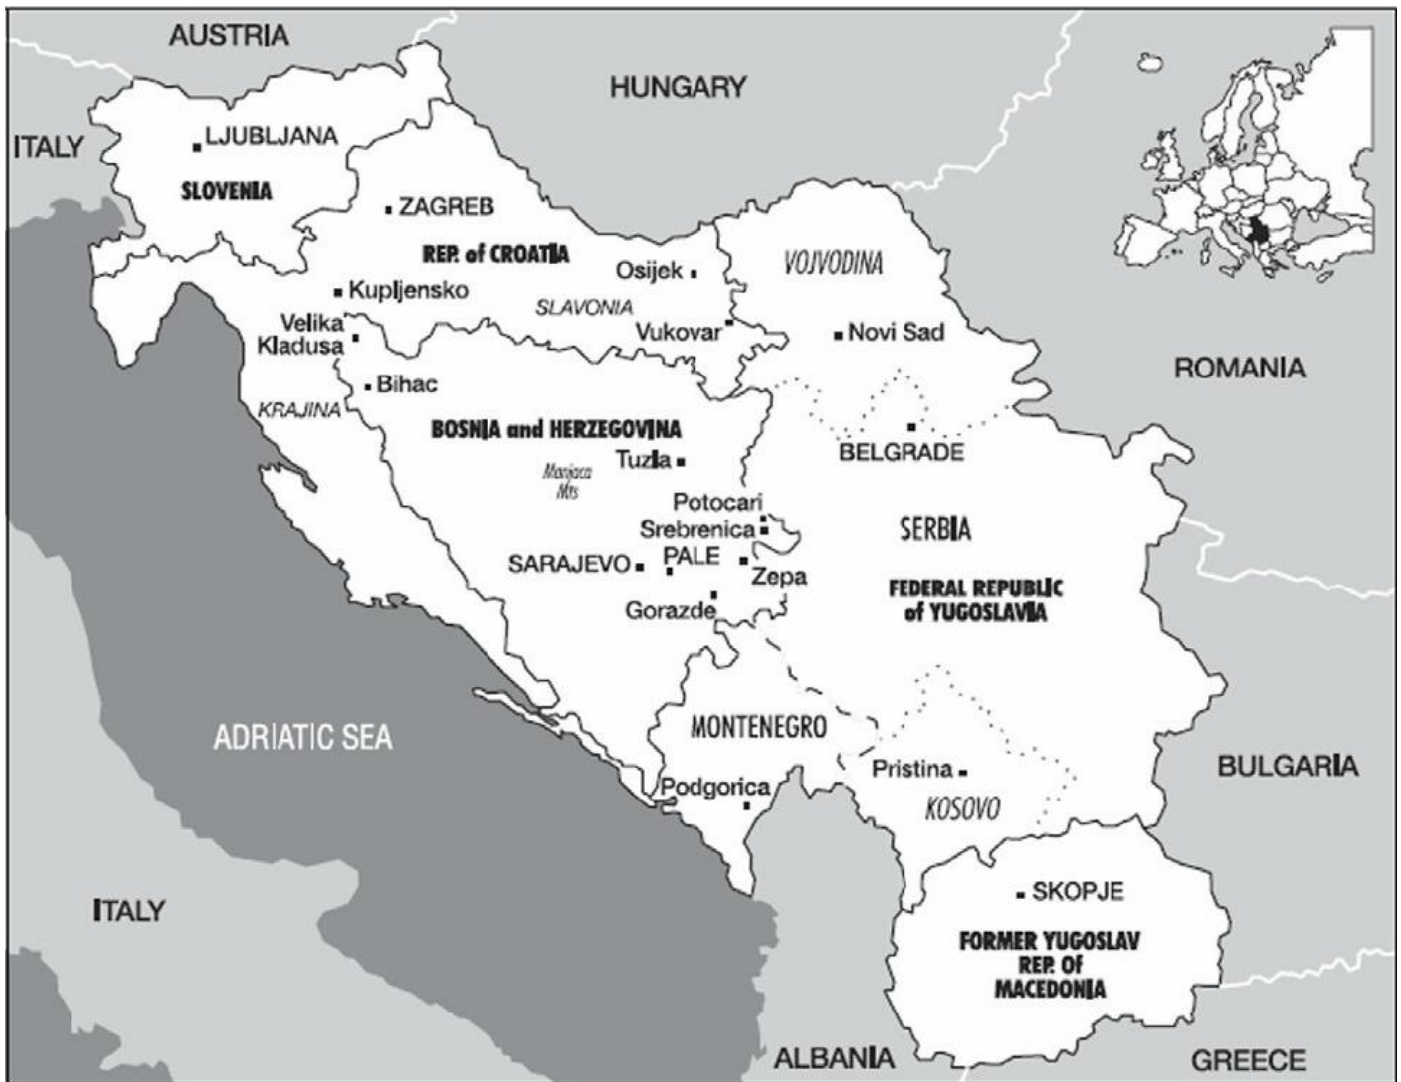 AUSTRIA
HUNGARY
ITALY
LJUBLJANA
SLOVENIA
ZAGREB
REP. of CROATIA
Osijek
VOJVODINA
Kupljensko
SLAVONIA
Velika
Kladusa
Vukovar
Novi Sad
ROMANIA
Bihac
KRAJINA
BOSNIA and HERZEGOVINA
BELGRADE
Tuzla
Manjaca
Mts
Potocari
Srebrenica
SERBIA
SARAJEVO
PALE
Zepa
FEDERAL REPUBLIC
of YUGOSLAVIA
Gorazde
ADRIATIC SEA
MONTENEGRO
Pristina
BULGARIA
Podgorica
KOSOVO
ITALY
SKOPJE
FORMER YUGOSLAV
REP. Of
MACEDONIA
ALBANIA
GREECE